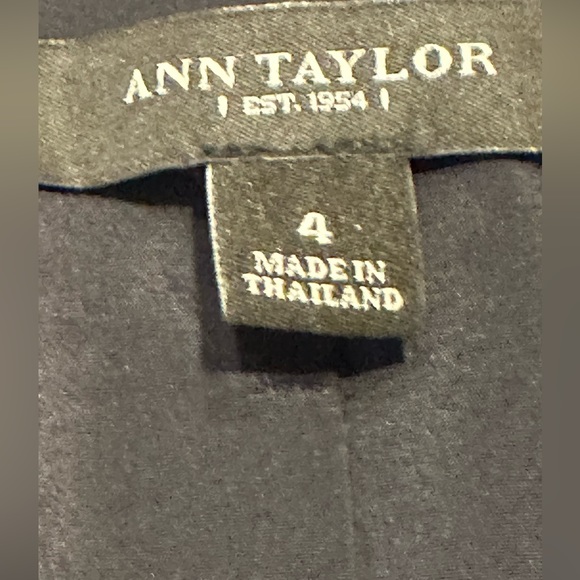 ANN TAYLOR
| EST. 1954 |
4
MADE IN
THAILAND